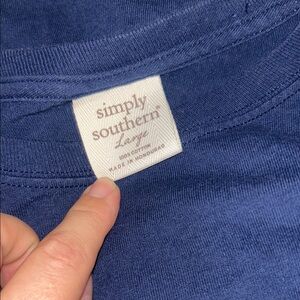 simply
southern®
Large
100% COTTON
MADE IN HONDURAS